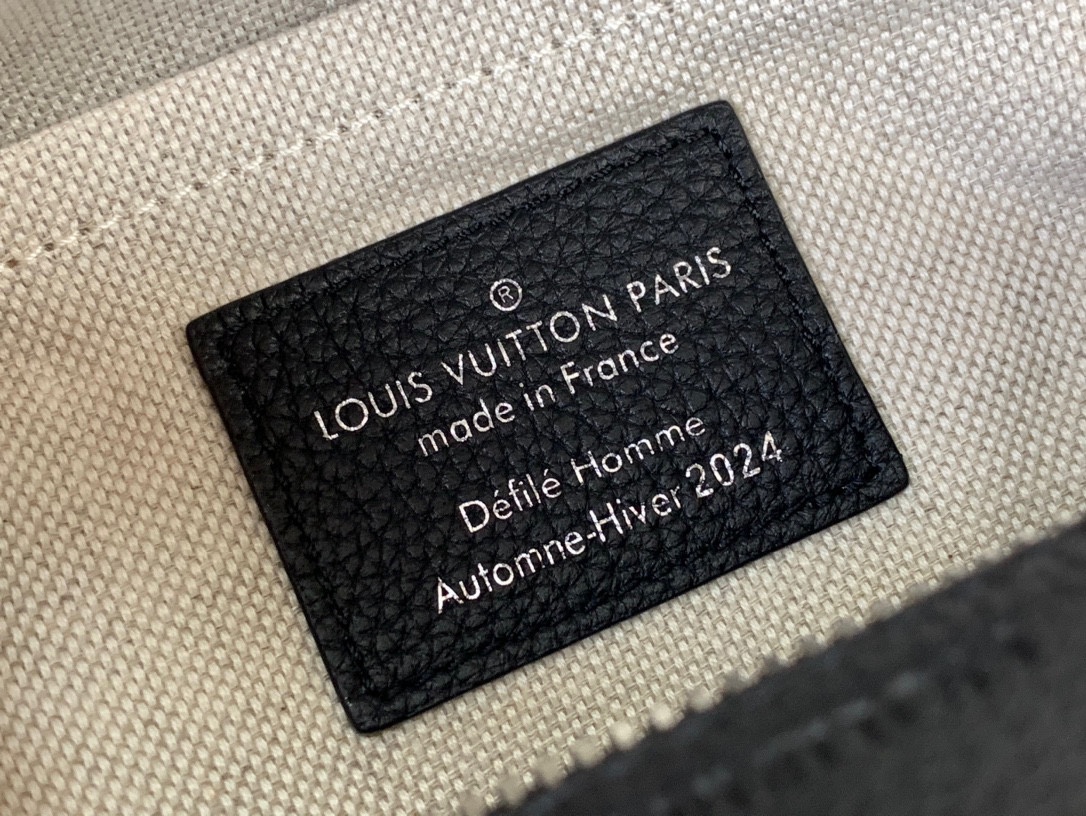 ®
LOUIS VUITTON PARIS
made in France
Défilé Homme
Automne-Hiver 2024